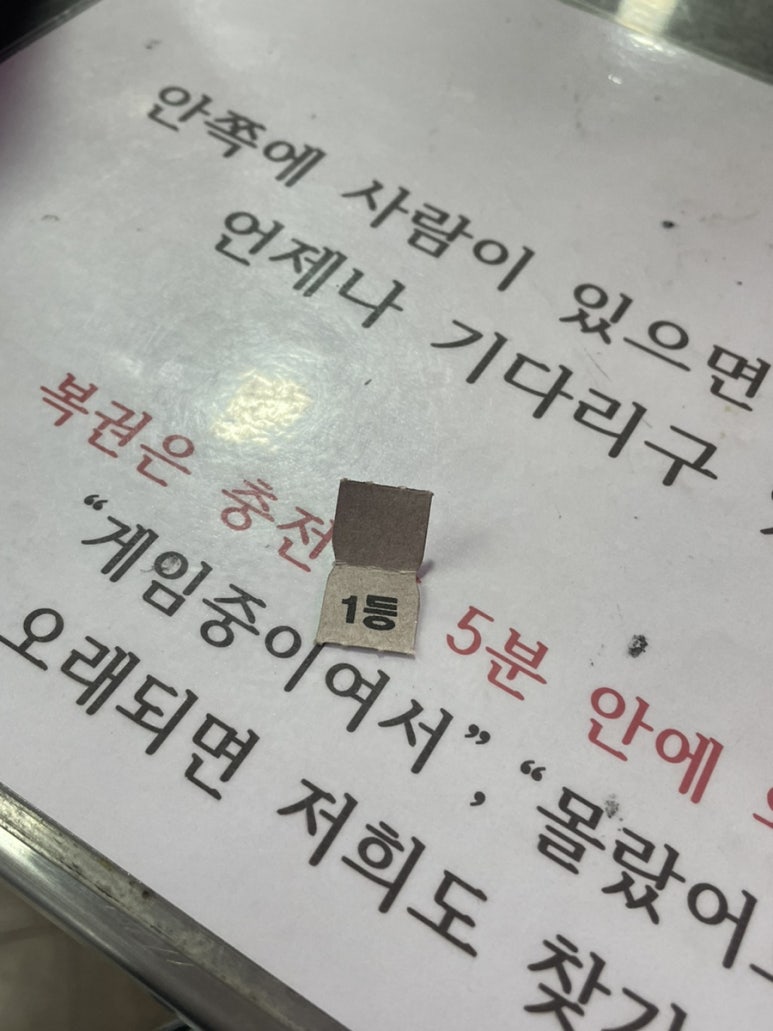 안쪽에 사람이 있으면
언제나 기다리구
복권은 충전
1등
5분 안에
“게임중이여서”, “몰랐어
오래되면 저희도 찾